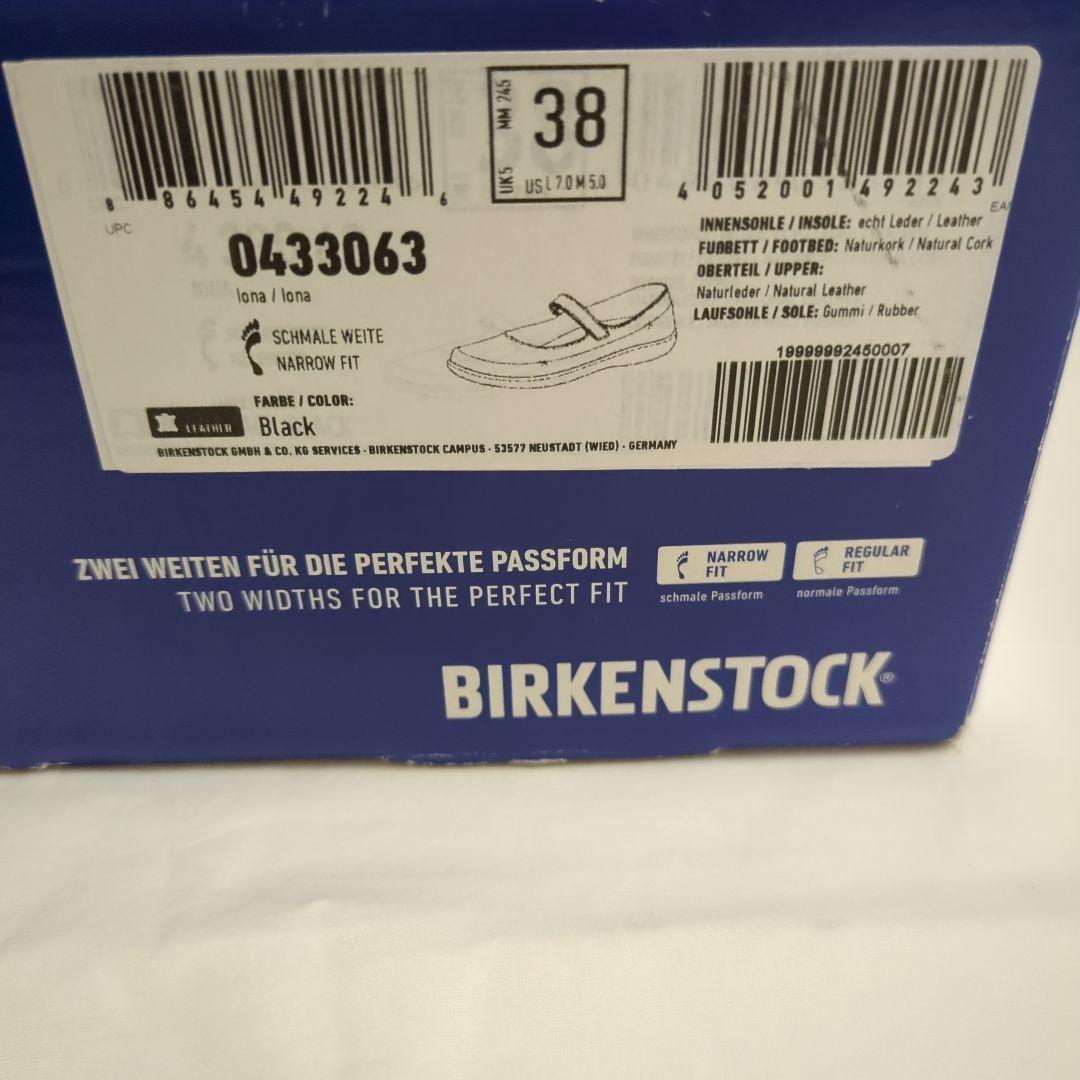 8 86454 49224 6
UPC
0433063
Iona / Iona
SCHMALE WEITE
NARROW FIT
FARBE / COLOR:
LEATHER
Black
MM 245
UK5
38
US L 7.0 M 5.0
4 052001 492243
EAN
INNENSOHLE / INSOLE: echt Leder / Leather
FUßBETT / FOOTBED: Naturkork / Natural Cork
OBERTEIL / UPPER:
Naturleder / Natural Leather
LAUFSOHLE / SOLE: Gummi / Rubber
19999992450007
BIRKENSTOCK GMBH & CO. KG SERVICES · BIRKENSTOCK CAMPUS · 53577 NEUSTADT (WIED) · GERMANY
ZWEI WEITEN FÜR DIE PERFEKTE PASSFORM
TWO WIDTHS FOR THE PERFECT FIT
NARROW
FIT
schmale Passform
REGULAR
FIT
normale Passform
BIRKENSTOCK®